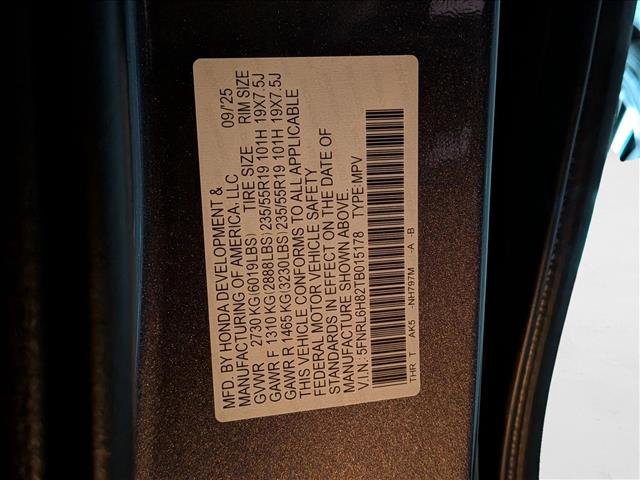 MFD. BY HONDA DEVELOPMENT &
MANUFACTURING OF AMERICA, LLC 09/'25
GVWR 2730 KG(6019LBS) TIRE SIZE RIM SIZE
GAWR F 1310 KG(2888LBS)235/55R19 101H 19X7.5J
GAWR R 1465 KG(3230LBS)235/55R19 101H 19X7.5J
THIS VEHICLE CONFORMS TO ALL APPLICABLE
FEDERAL MOTOR VEHICLE SAFETY
STANDARDS IN EFFECT ON THE DATE OF
MANUFACTURE SHOWN ABOVE.
V.I.N.: 5FNRL6H82TB015178 TYPE:MPV
THR T AK5 -NH797M -A -B